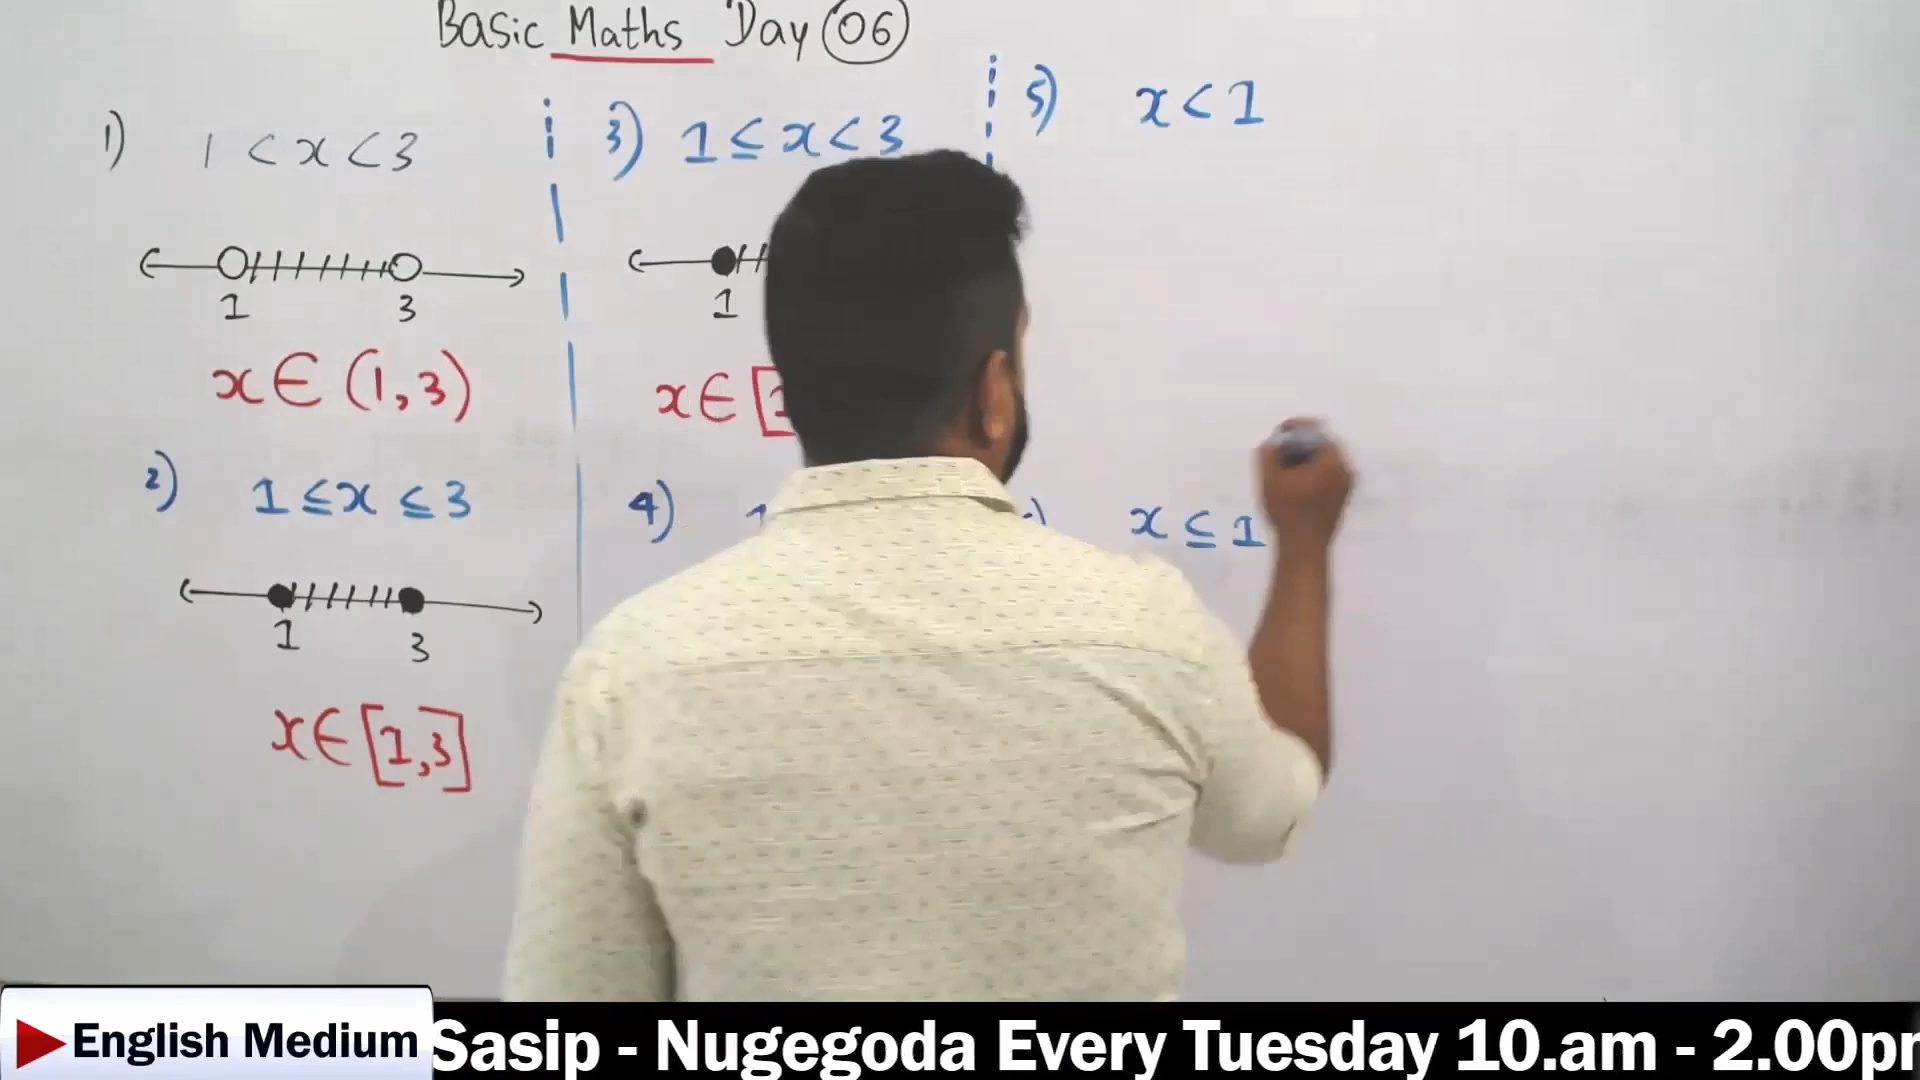 Basic Maths Day 06
1) 1 < x < 3
1 3
x ∈ (1,3)
2) 1 ≤ x ≤ 3
1 3
x ∈ [1,3]
3) 1 ≤ x < 3
1
x ∈ [
4)
5) x < 1
x ≤ 1
English Medium
Sasip - Nugegoda Every Tuesday 10.am - 2.00pm